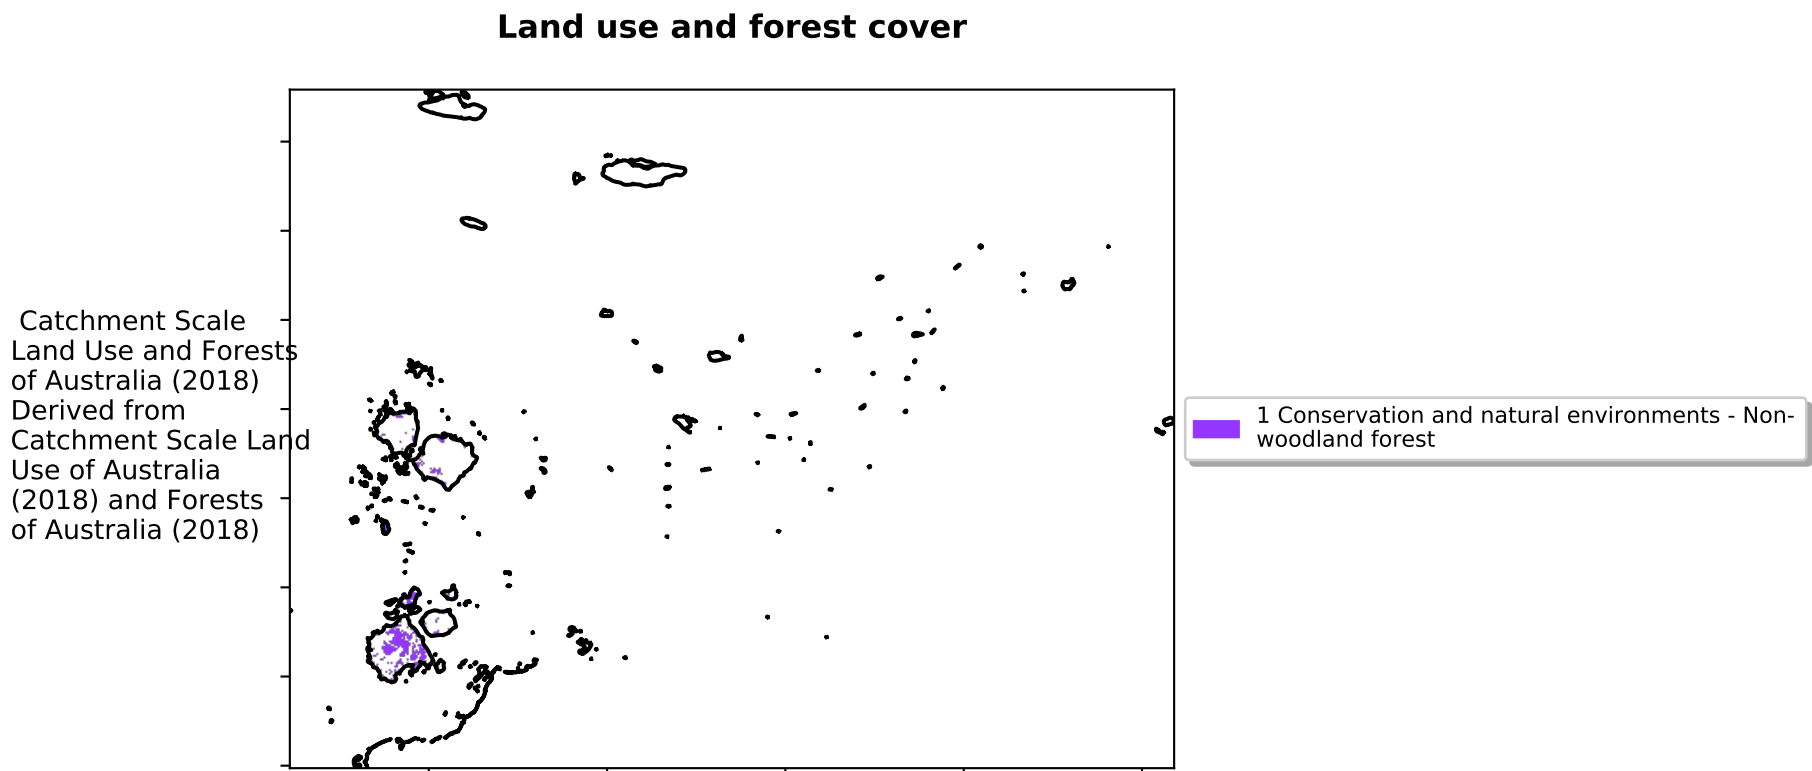 Land use and forest cover
Catchment Scale
Land Use and Forests
of Australia (2018)
Derived from
Catchment Scale Land
Use of Australia
(2018) and Forests
of Australia (2018)
1 Conservation and natural environments - Non-
woodland forest